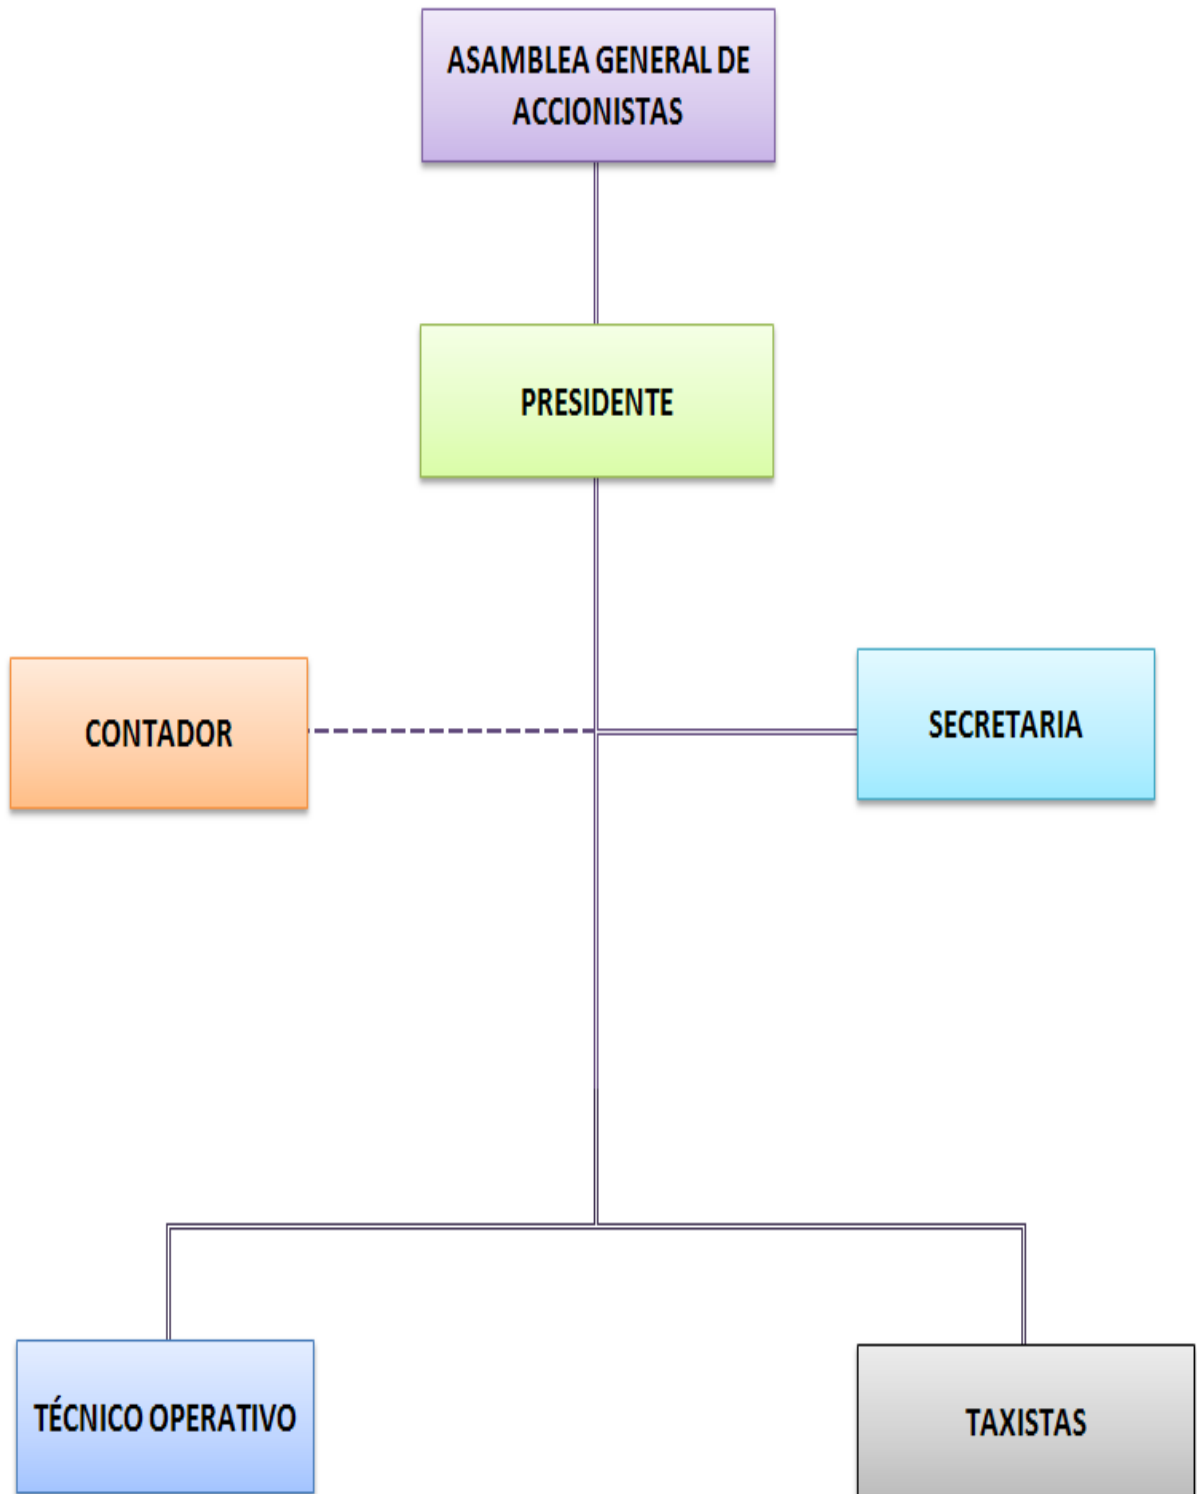 ASAMBLEA GENERAL DE
ACCIONISTAS
PRESIDENTE
CONTADOR
SECRETARIA
TÉCNICO OPERATIVO
TAXISTAS